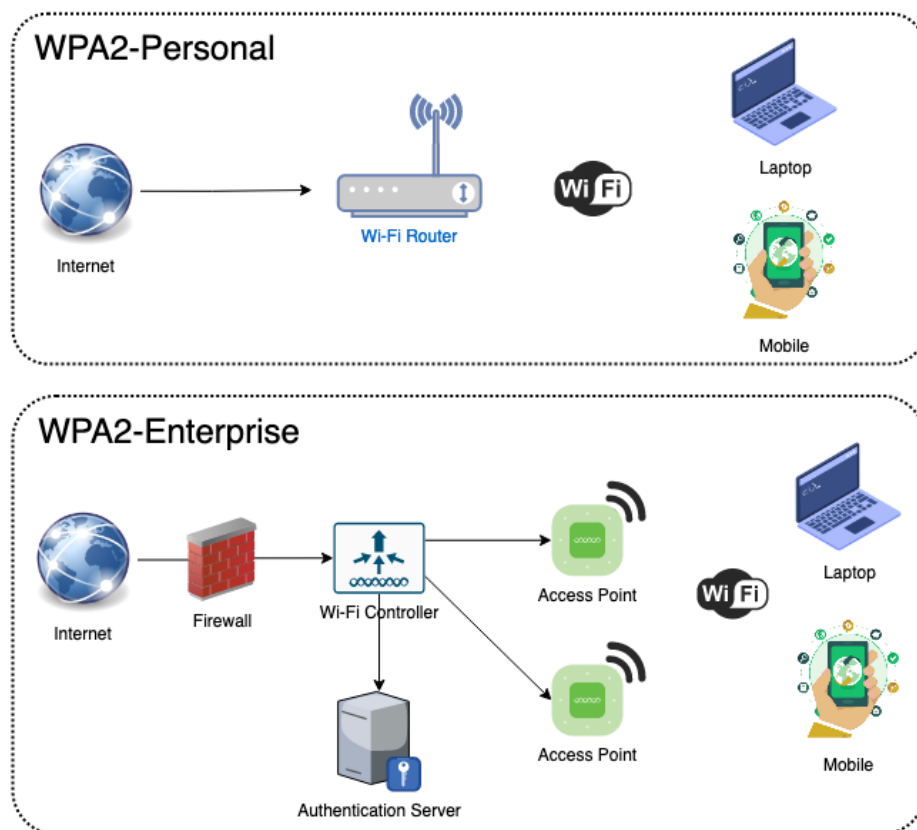 WPA2-Personal
Laptop
Wi Fi
Wi-Fi Router
Internet
Mobile
WPA2-Enterprise
Laptop
Wi Fi
Access Point
Wi-Fi Controller
Firewall
Internet
Access Point
Mobile
Authentication Server